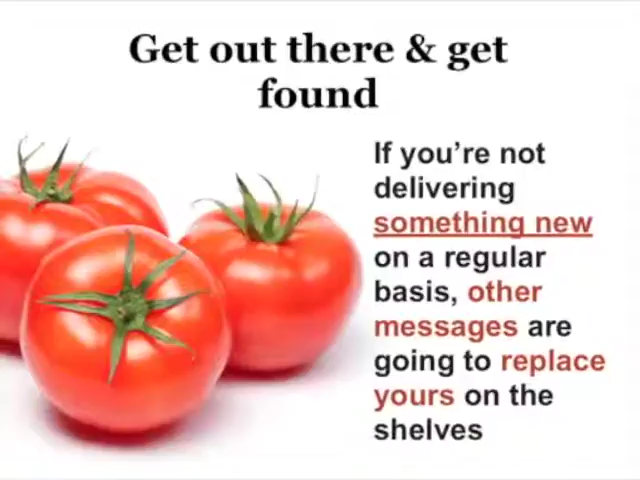 Get out there & get
found
If you’re not
delivering
something new
on a regular
basis, other
messages are
going to replace
yours on the
shelves